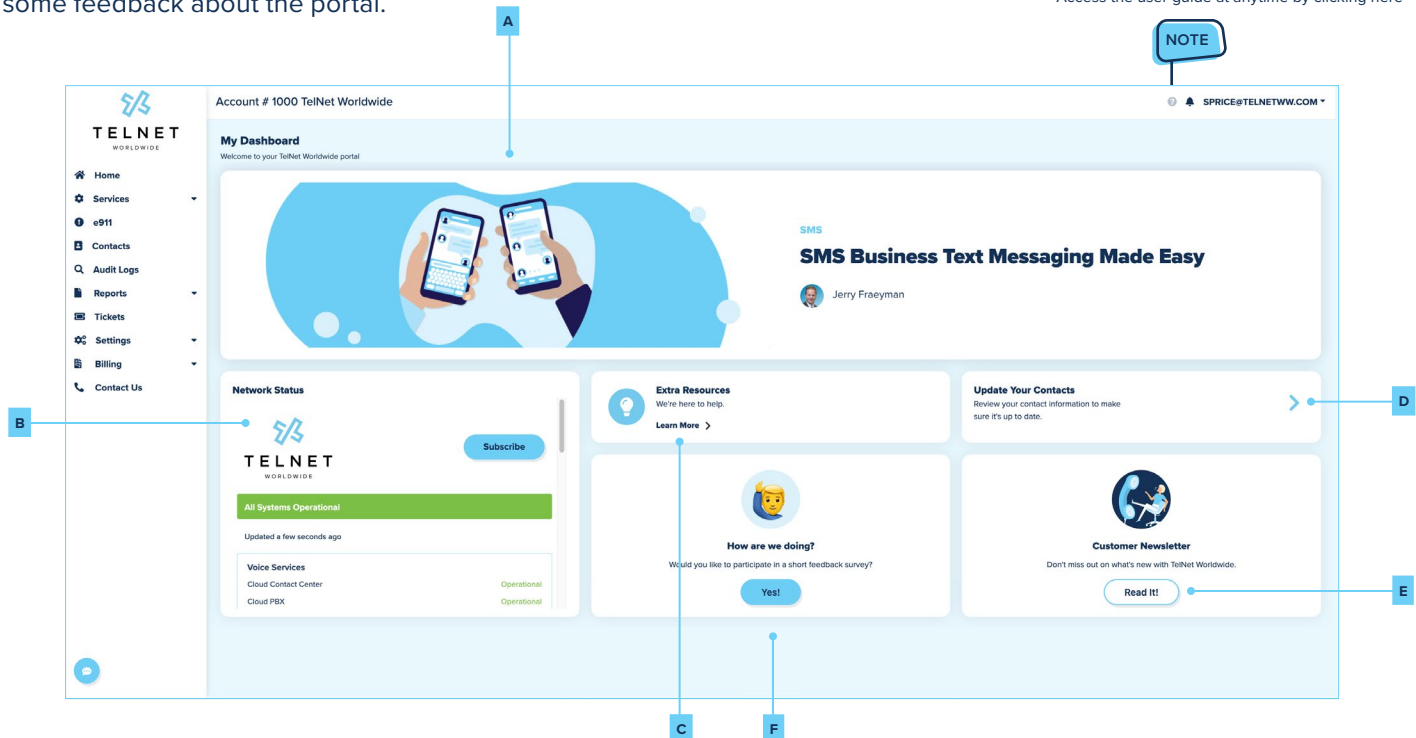 some feedback about the portal.
Access the user guide at anytime by clicking here
A
NOTE
TELNET
WORLDWIDE
Account # 1000 TelNet Worldwide
SPRICE@TELNETWW.COM
My Dashboard
Welcome to your TelNet Worldwide portal
Home
Services
e911
Contacts
Audit Logs
Reports
Tickets
Settings
Billing
Contact Us
SMS
SMS Business Text Messaging Made Easy
Jerry Fraeyman
Network Status
TELNET
WORLDWIDE
Subscribe
All Systems Operational
Updated a few seconds ago
Voice Services
Cloud Contact Center Operational
Cloud PBX Operational
Extra Resources
We're here to help.
Learn More
Update Your Contacts
Review your contact information to make
sure it's up to date.
How are we doing?
Would you like to participate in a short feedback survey?
Yes!
Customer Newsletter
Don't miss out on what's new with TelNet Worldwide.
Read It!
B
D
E
C
F